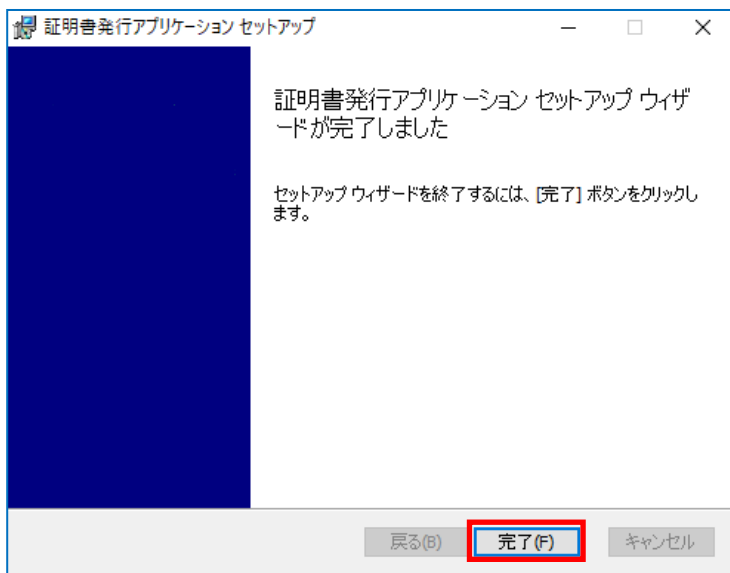 証明書発行アプリケーション セットアップ
証明書発行アプリケーション セットアップ ウィザ
ードが完了しました
セットアップ ウィザードを終了するには、[完了] ボタンをクリックし
ます。
戻る(B) 完了(F) キャンセル